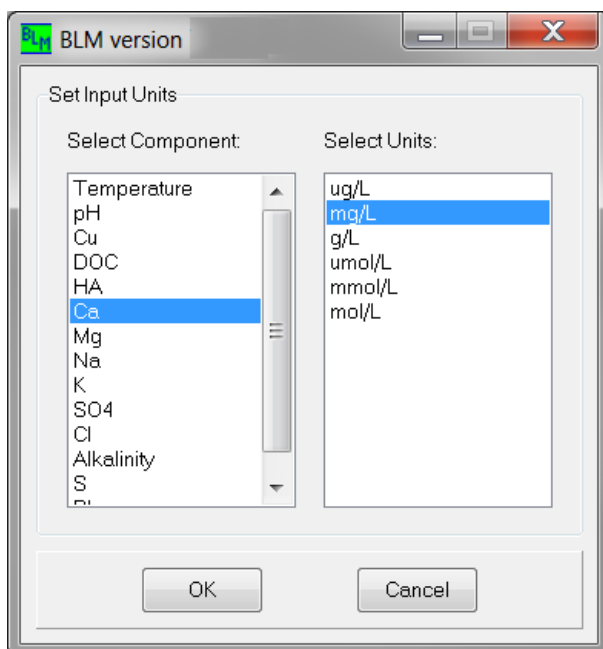 BLM BLM version
Set Input Units
Select Component:
Select Units:
Temperature
pH
Cu
DOC
HA
Ca
Mg
Na
K
SO4
Cl
Alkalinity
S
ug/L
mg/L
g/L
umol/L
mmol/L
mol/L
OK
Cancel